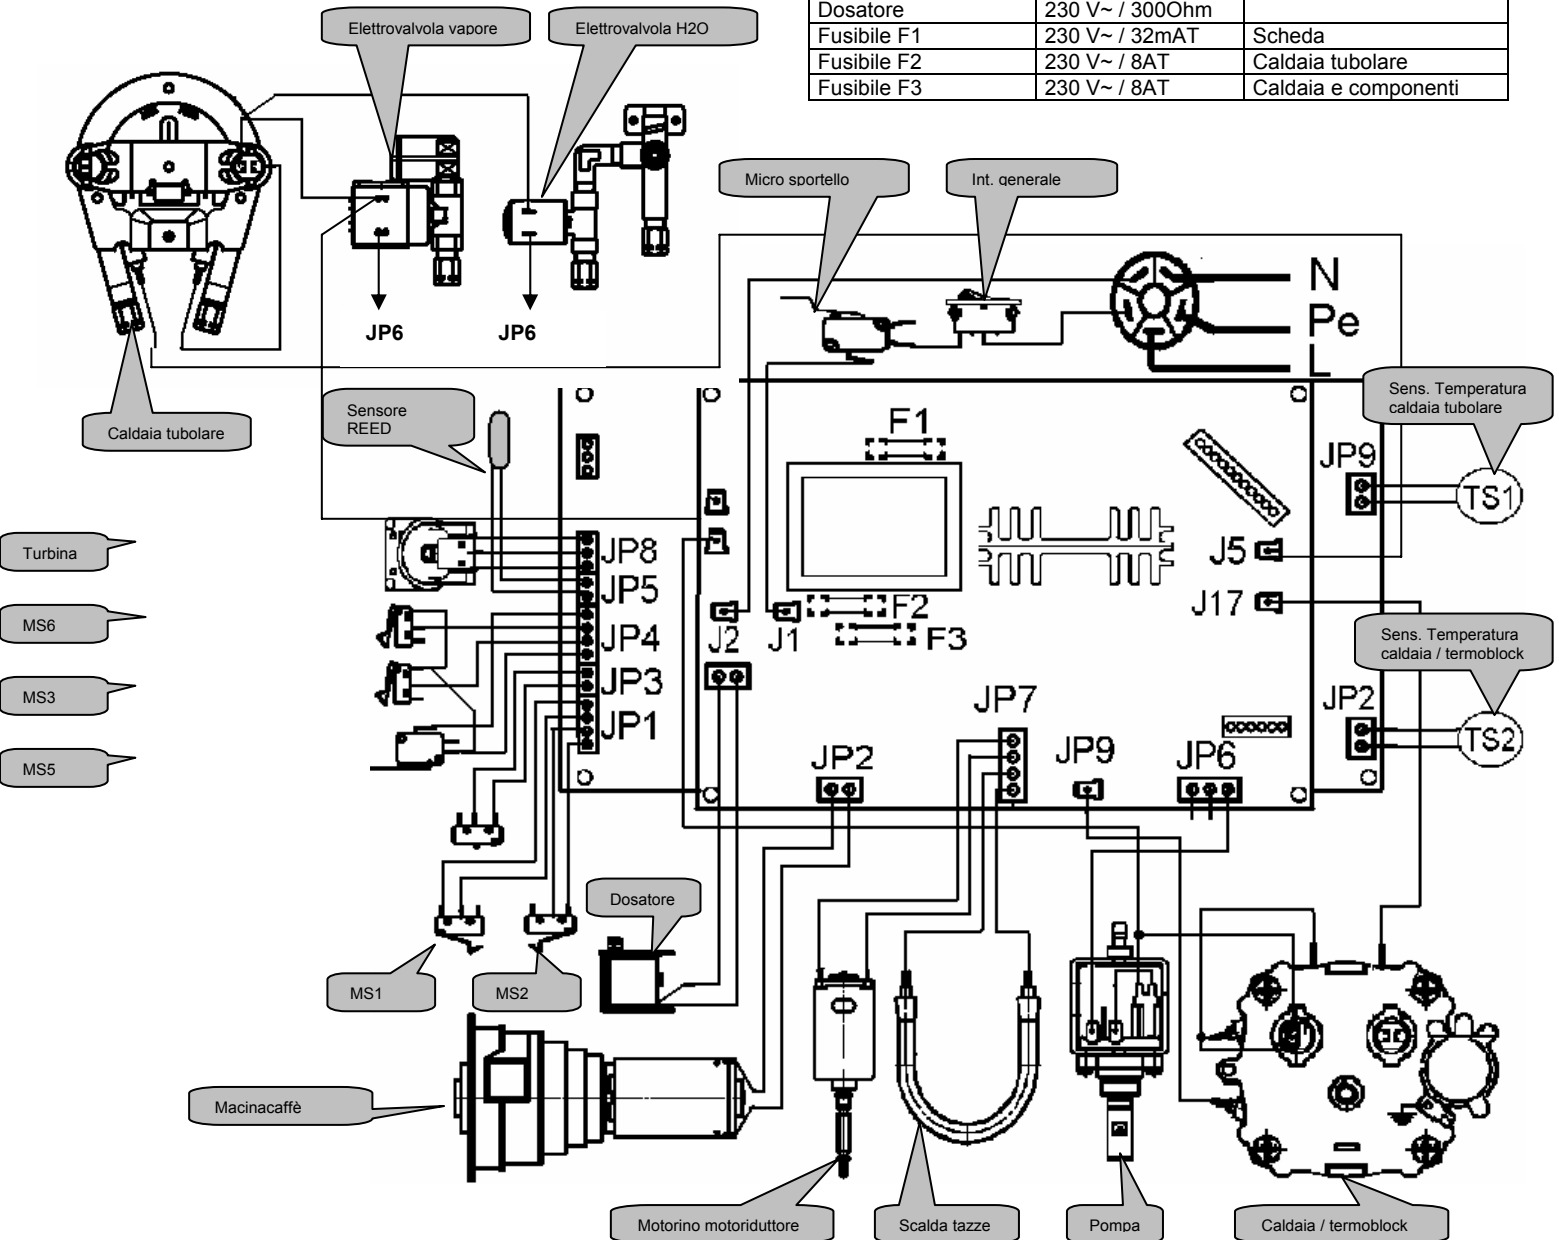 Dosatore 230 V~ / 300Ohm
Fusibile F1 230 V~ / 32mAT Scheda
Fusibile F2 230 V~ / 8AT Caldaia tubolare
Fusibile F3 230 V~ / 8AT Caldaia e componenti
Elettrovalvola vapore
Elettrovalvola H2O
Micro sportello
Int. generale
N
Pe
L
JP6
JP6
Caldaia tubolare
Sensore
REED
Sens. Temperatura
caldaia tubolare
F1
JP9
TS1
Turbina
JP8
J5
JP5
J17
F2
MS6
JP4
J2
J1
F3
Sens. Temperatura
caldaia / termoblock
MS3
JP3
JP7
JP2
JP1
TS2
MS5
JP2
JP9
JP6
Dosatore
MS1
MS2
Macinacaffè
Motorino motoriduttore
Scalda tazze
Pompa
Caldaia / termoblock